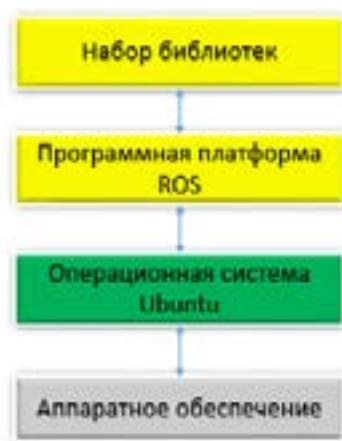 Набор библиотек
Программная платформа
ROS
Операционная система
Ubuntu
Аппаратное обеспечение